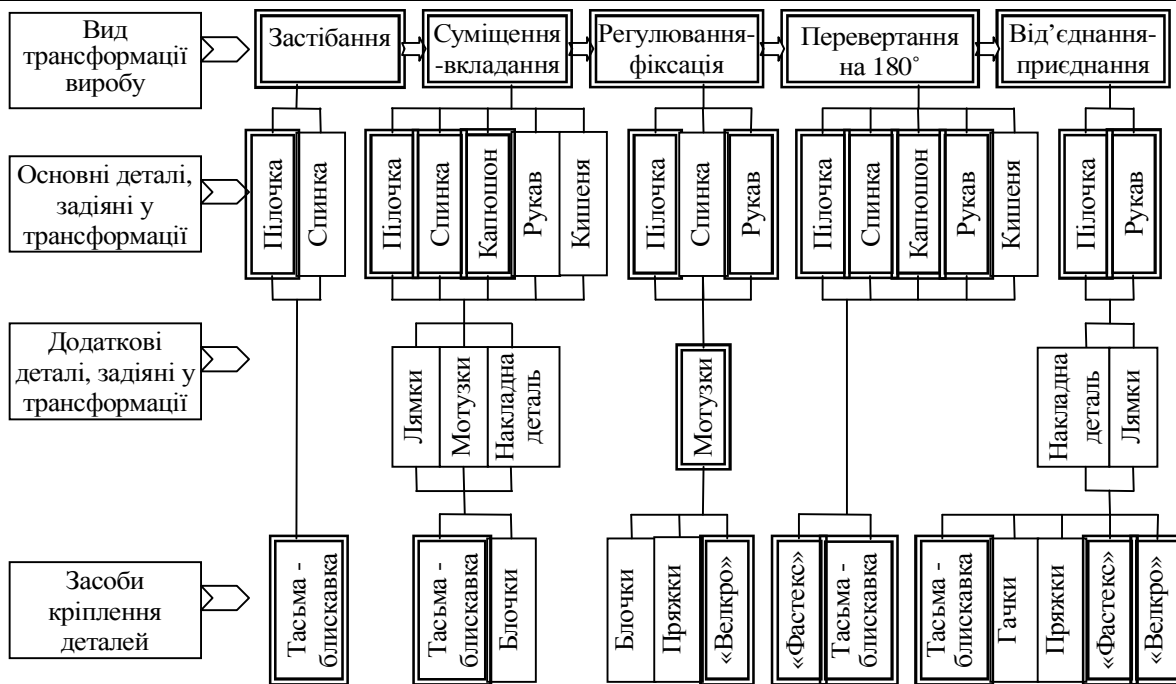 Вид
трансформації
виробу
Застібання
Суміщення
-вкладання
Регулювання-
фіксація
Перевертання
на 180˚
Від’єднання-
приєднання
Основні деталі,
задіяні у
трансформації
Пілочка
Спинка
Пілочка
Спинка
Капюшон
Рукав
Кишеня
Пілочка
Спинка
Рукав
Пілочка
Спинка
Капюшон
Рукав
Кишеня
Пілочка
Рукав
Додаткові
деталі, задіяні у
трансформації
Лямки
Мотузки
Накладна
деталь
Мотузки
Накладна
деталь
Лямки
Засоби
кріплення
деталей
Тасьма -
блискавка
Тасьма -
блискавка
Блочки
Блочки
Пряжки
«Велкро»
«Фастекс»
Тасьма -
блискавка
Тасьма -
блискавка
Гачки
Пряжки
«Фастекс»
«Велкро»